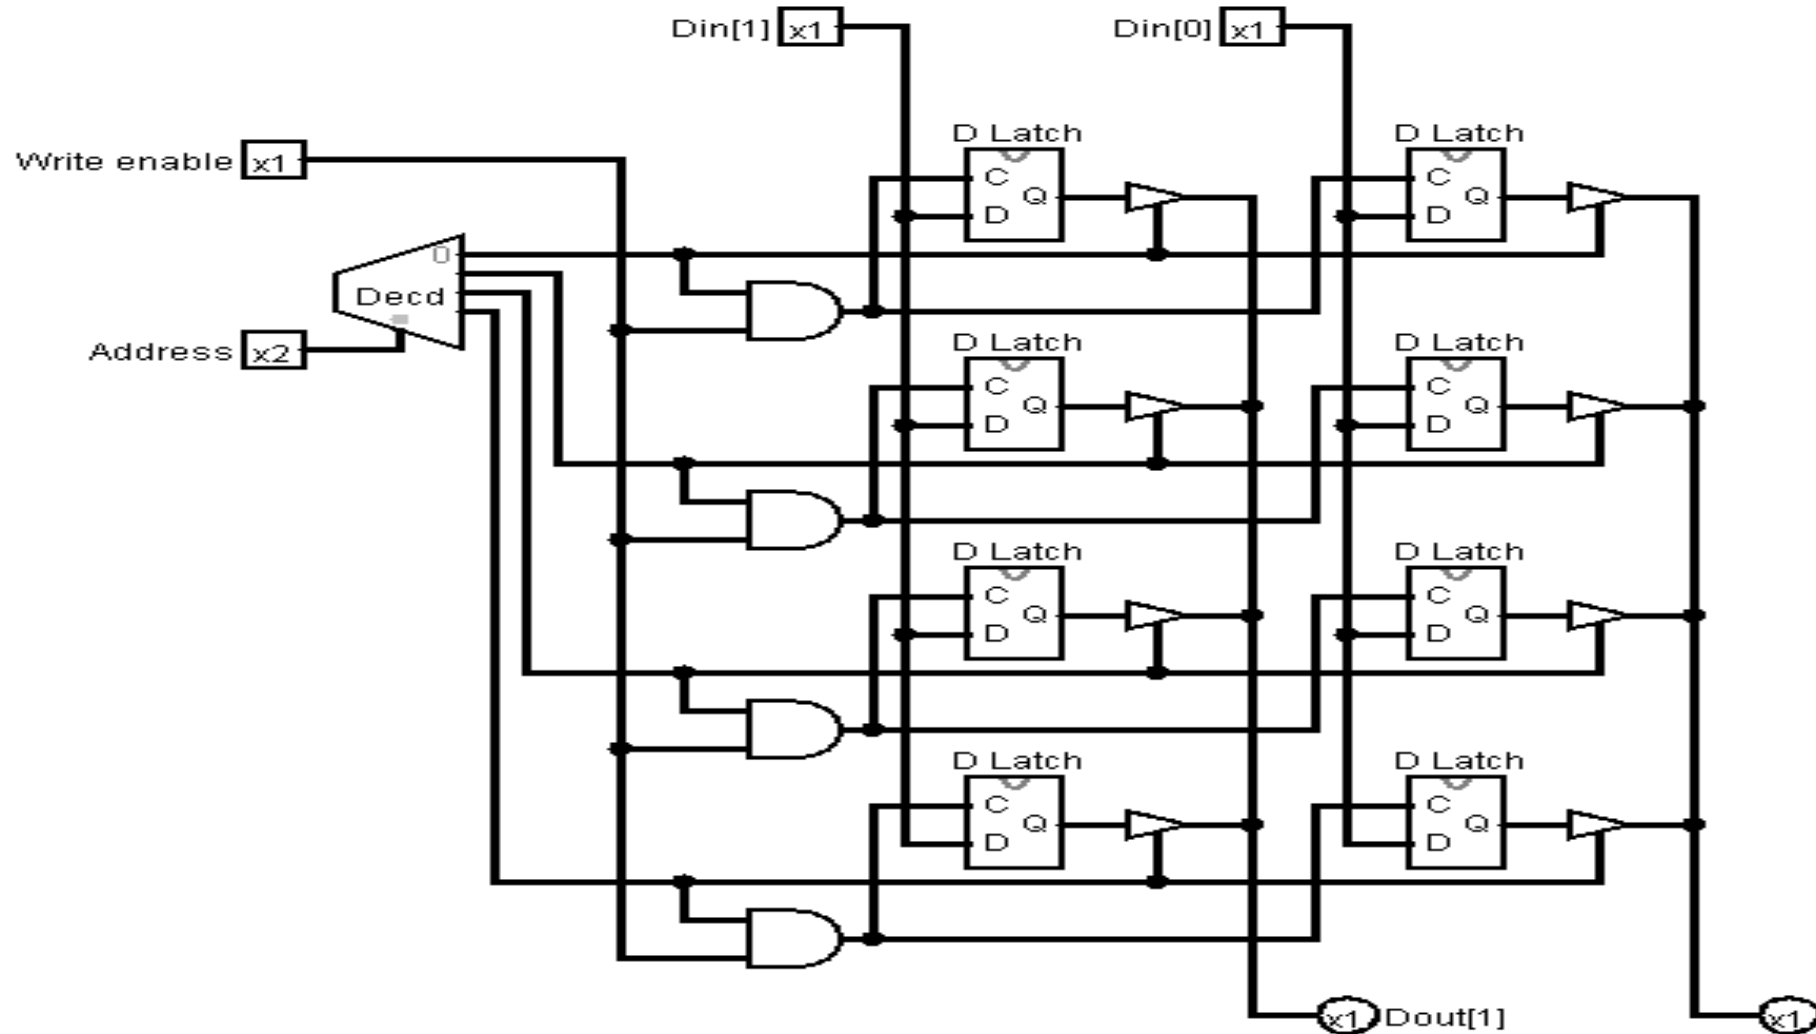 Din[1] x1 Din[0] x1
D Latch D Latch
Write enable x1
C Q D C Q D
0
Decd
Address x2
D Latch D Latch
C Q D C Q D
D Latch D Latch
C Q D C Q D
D Latch D Latch
C Q D C Q D
x1 Dout[1] x1